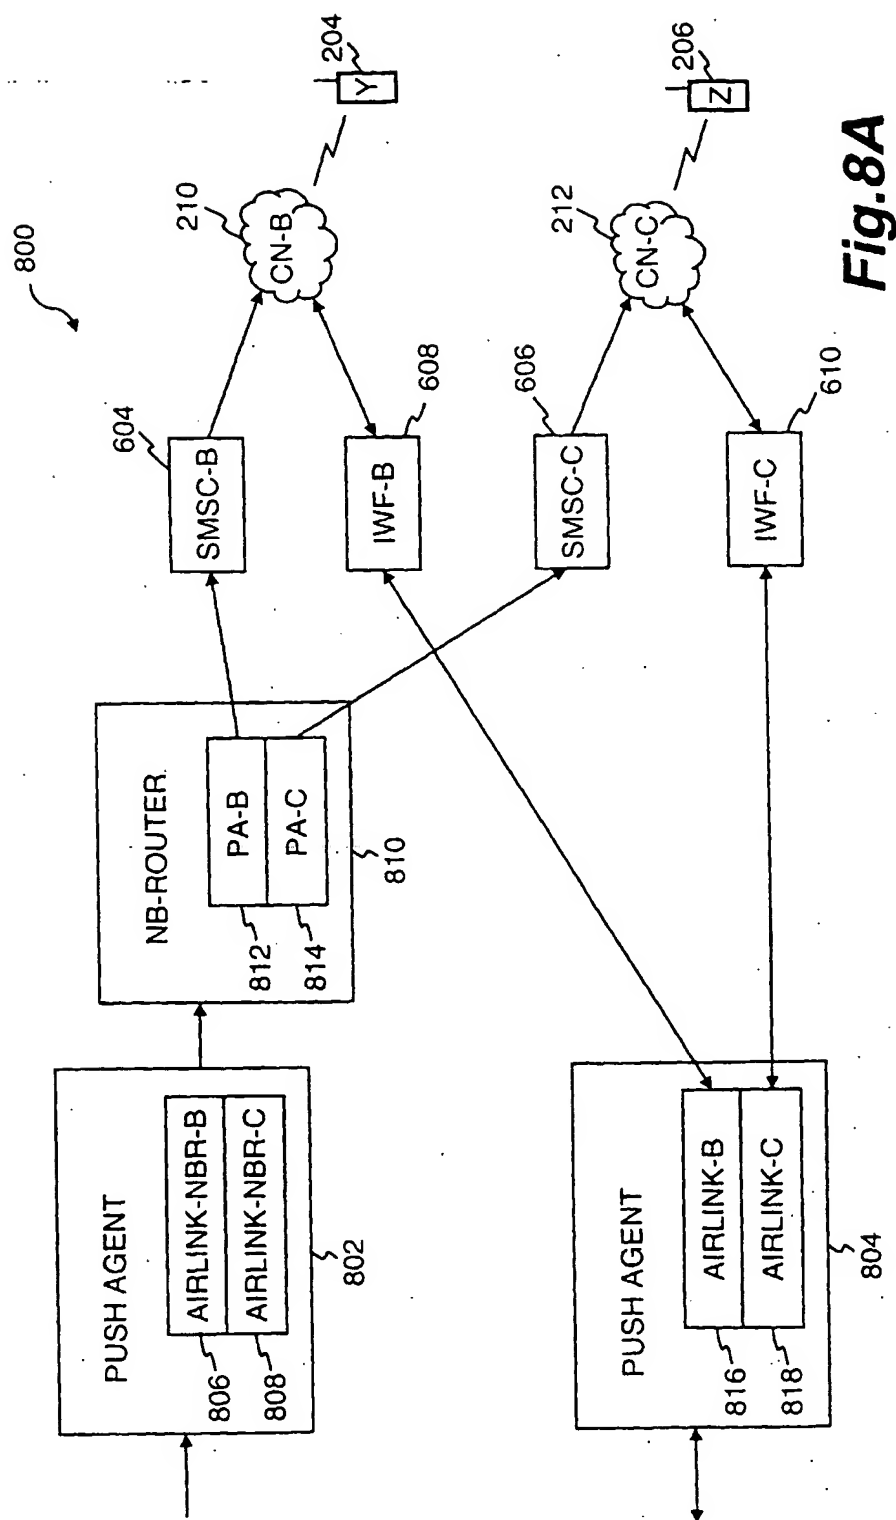 800
PUSH AGENT
AIRLINK-NBR-B
AIRLINK-NBR-C
806
808
802
NB-ROUTER
PA-B
PA-C
812
814
810
604
SMSC-B
IWF-B
608
210
CN-B
204
Y
PUSH AGENT
AIRLINK-B
AIRLINK-C
816
818
804
606
SMSC-C
IWF-C
610
212
CN-C
206
Z
Fig.8A